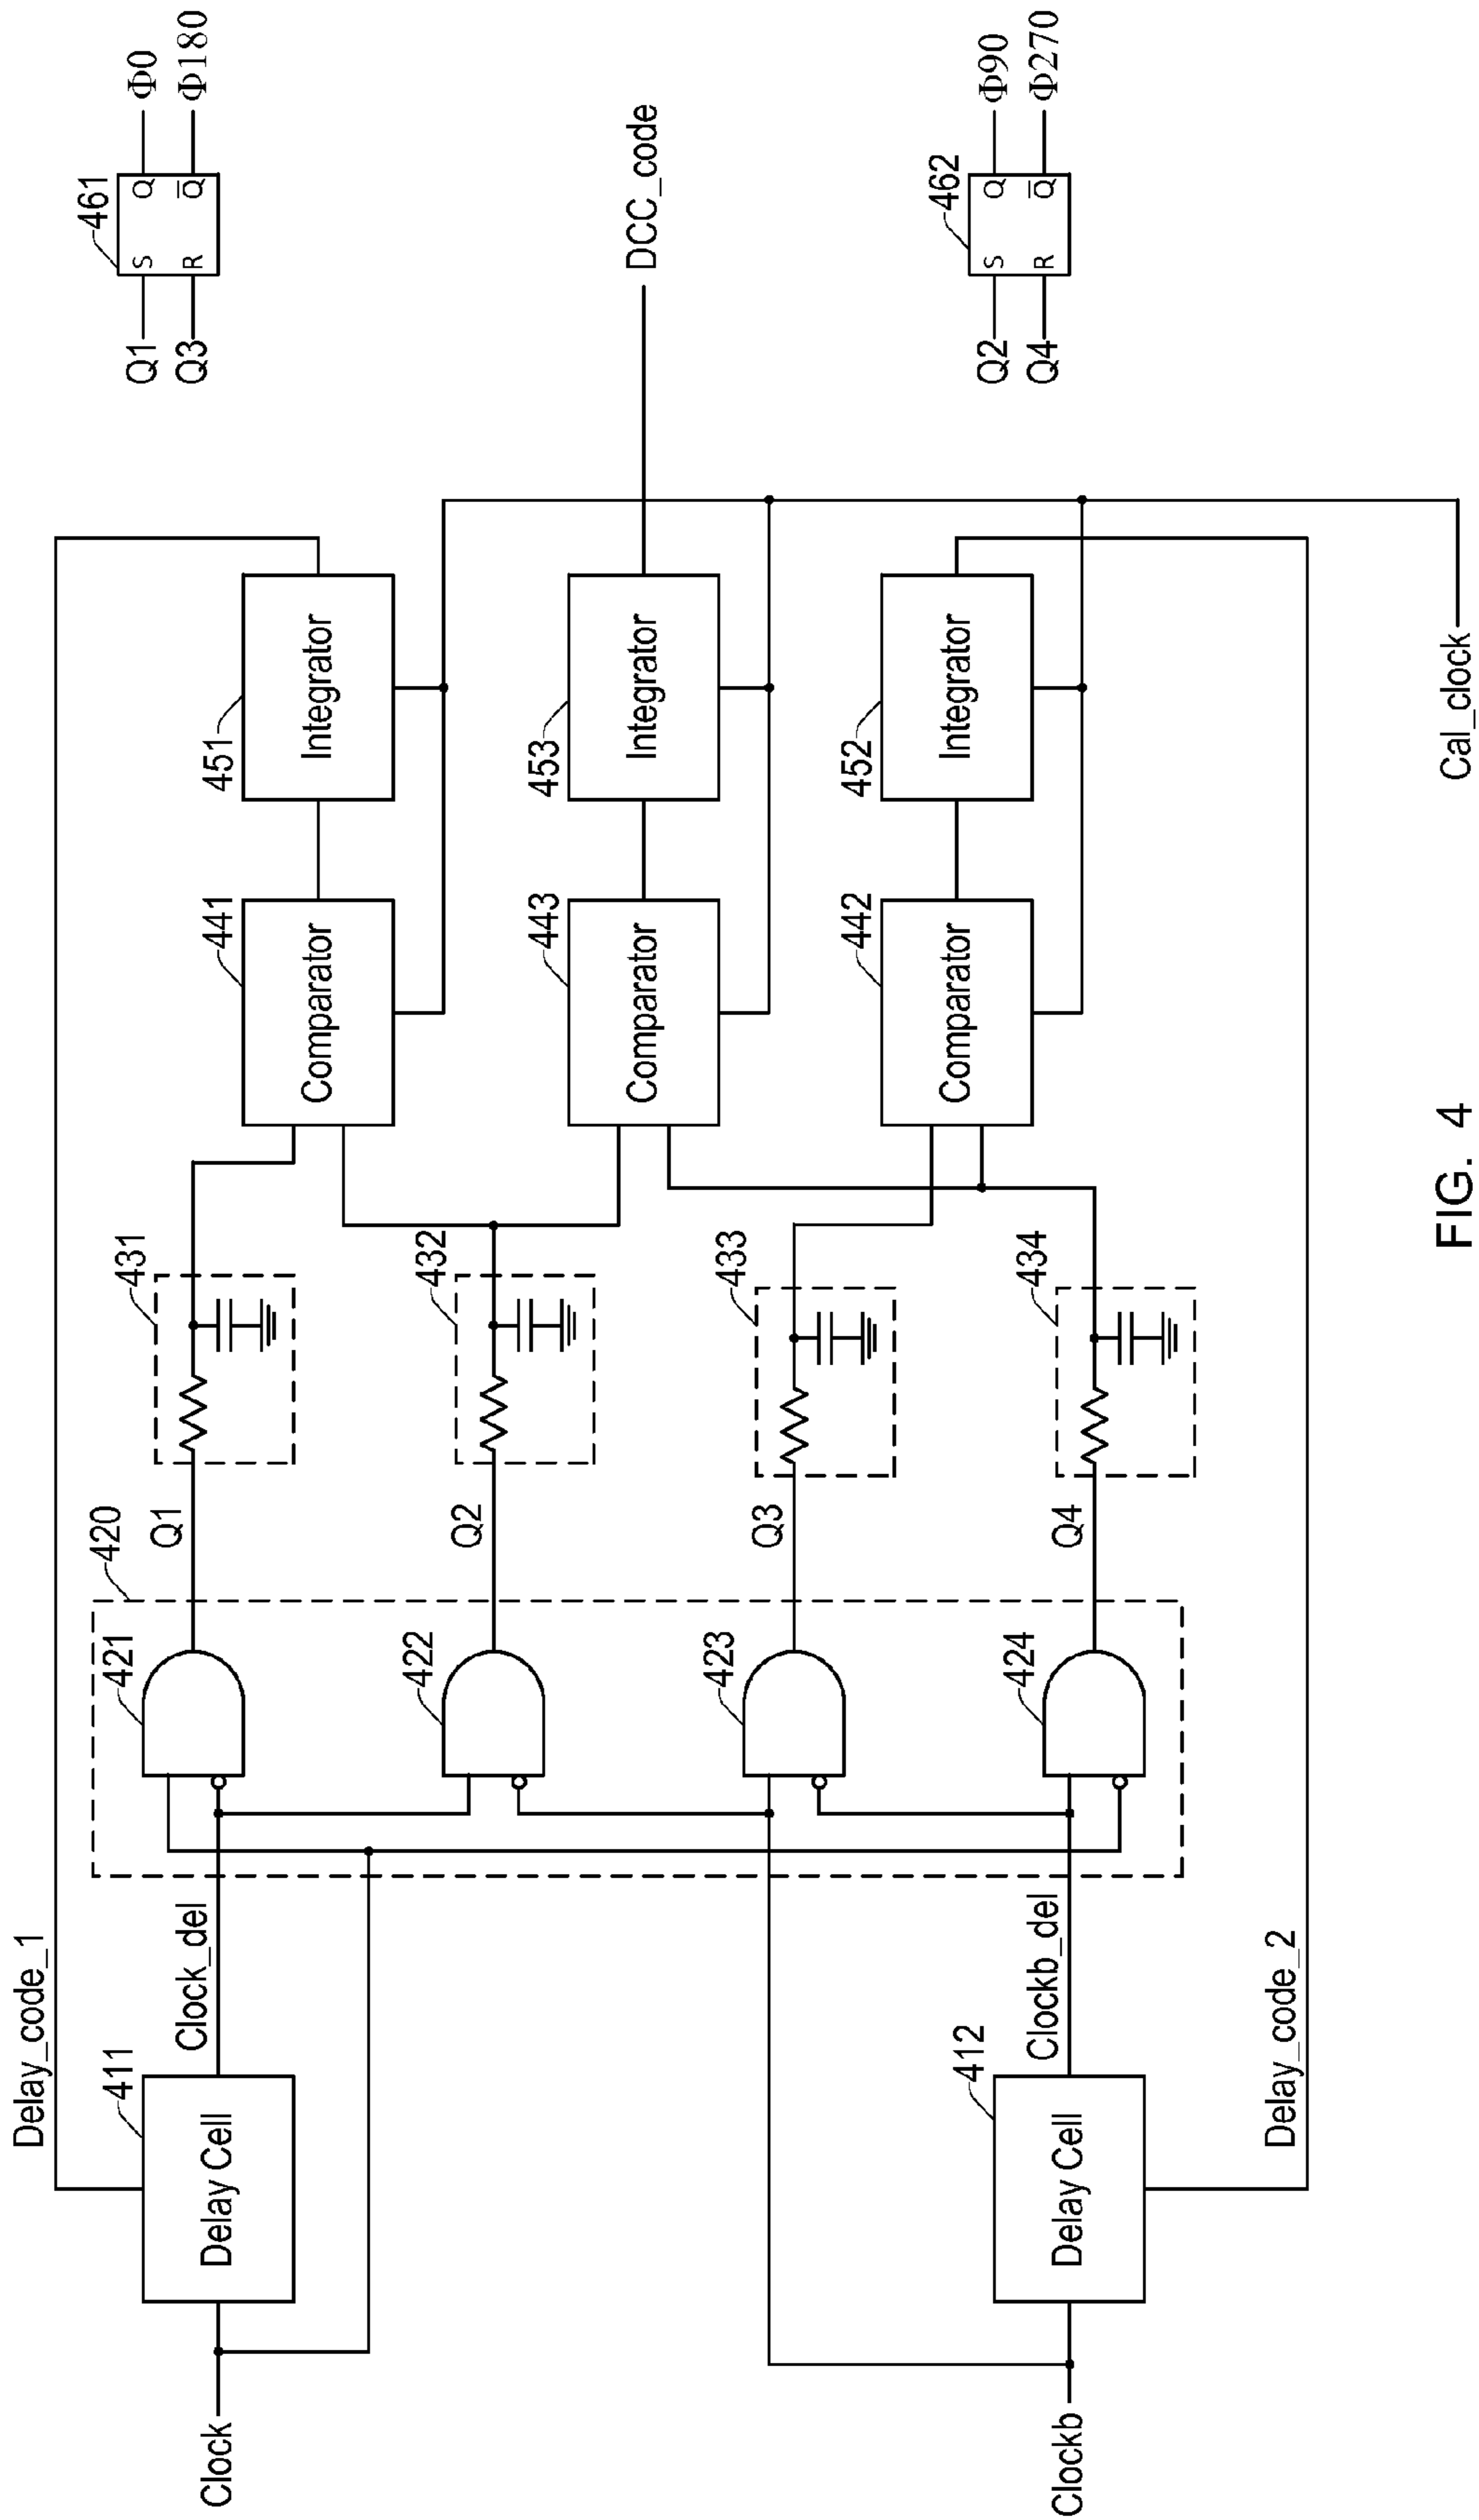 Clock
Clockb
Delay_code_1
411
Delay Cell
Clock_del
412
Delay Cell
Clockb_del
Delay_code_2
420
421
422
423
424
Q1
Q2
Q3
Q4
431
432
433
434
441
Comparator
443
Comparator
442
Comparator
451
Integrator
453
Integrator
452
Integrator
DCC_code
Cal_clock
461
Q1
Q3
S
R
Q
Q̅
Φ0
Φ180
462
Q2
Q4
S
R
Q
Q̅
Φ90
Φ270
FIG. 4